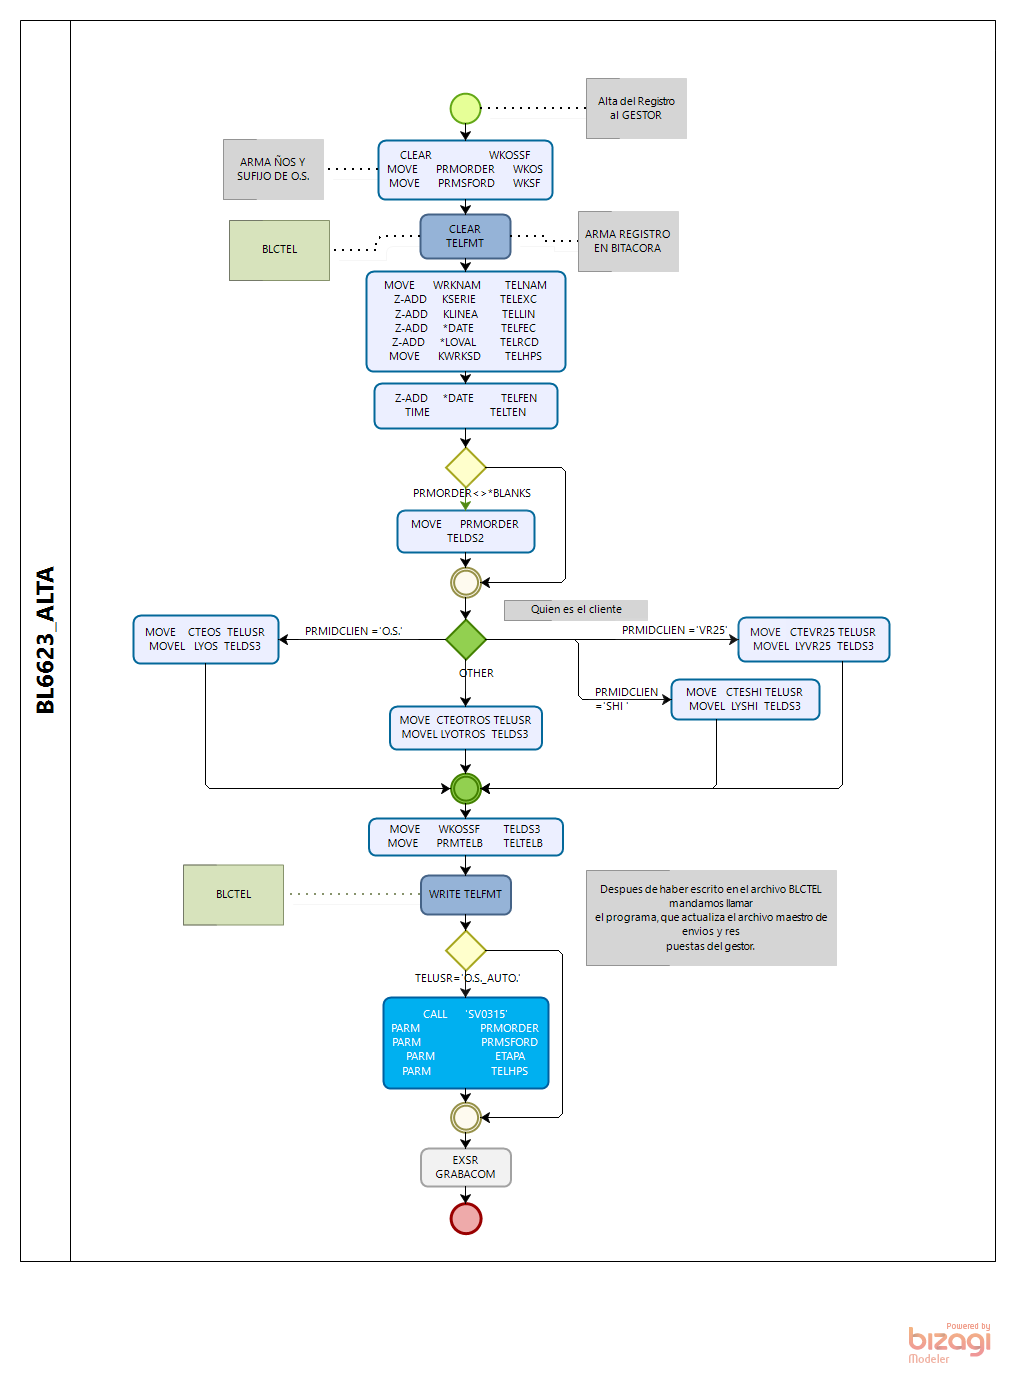 BL6623_ALTA
Alta del Registro
al GESTOR
ARMA ÑOS Y
SUFIJO DE O.S.
CLEAR WKOSSF
MOVE PRMORDER WKOS
MOVE PRMSFORD WKSF
BLCTEL
CLEAR
TELFMT
ARMA REGISTRO
EN BITACORA
MOVE WRKNAM TELNAM
Z-ADD KSERIE TELEXC
Z-ADD KLINEA TELLIN
Z-ADD *DATE TELFEC
Z-ADD *LOVAL TELRCD
MOVE KWRKSD TELHPS
Z-ADD *DATE TELFEN
TIME TELTEN
PRMORDER<>*BLANKS
MOVE PRMORDER
TELDS2
Quien es el cliente
PRMIDCLIEN ='O.S.'
PRMIDCLIEN ='VR25'
MOVE CTEOS TELUSR
MOVEL LYOS TELDS3
MOVE CTEVR25 TELUSR
MOVEL LYVR25 TELDS3
OTHER
PRMIDCLIEN
='SHI '
MOVE CTESHI TELUSR
MOVEL LYSHI TELDS3
MOVE CTEOTROS TELUSR
MOVEL LYOTROS TELDS3
MOVE WKOSSF TELDS3
MOVE PRMTELB TELTELB
BLCTEL
WRITE TELFMT
Despues de haber escrito en el archivo BLCTEL
mandamos llamar
el programa, que actualiza el archivo maestro de
envios y res
puestas del gestor.
TELUSR='O.S._AUTO.'
CALL 'SV0315'
PARM PRMORDER
PARM PRMSFORD
PARM ETAPA
PARM TELHPS
EXSR
GRABACOM
Powered by
bizagi
Modeler